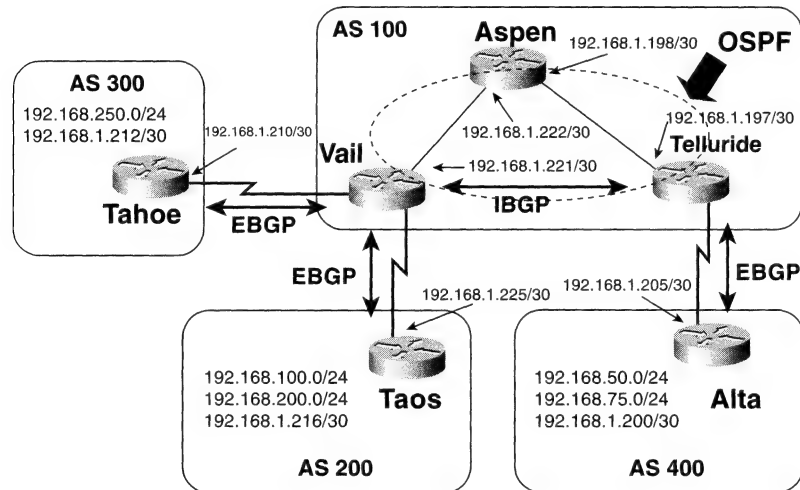 AS 100
Aspen
192.168.1.198/30
OSPF
AS 300
192.168.250.0/24
192.168.1.212/30
192.168.1.210/30
192.168.1.222/30
192.168.1.197/30
Telluride
Vail
192.168.1.221/30
Tahoe
IBGP
EBGP
EBGP
EBGP
192.168.1.225/30
192.168.1.205/30
192.168.100.0/24
192.168.200.0/24
192.168.1.216/30
Taos
192.168.50.0/24
192.168.75.0/24
192.168.1.200/30
Alta
AS 200
AS 400